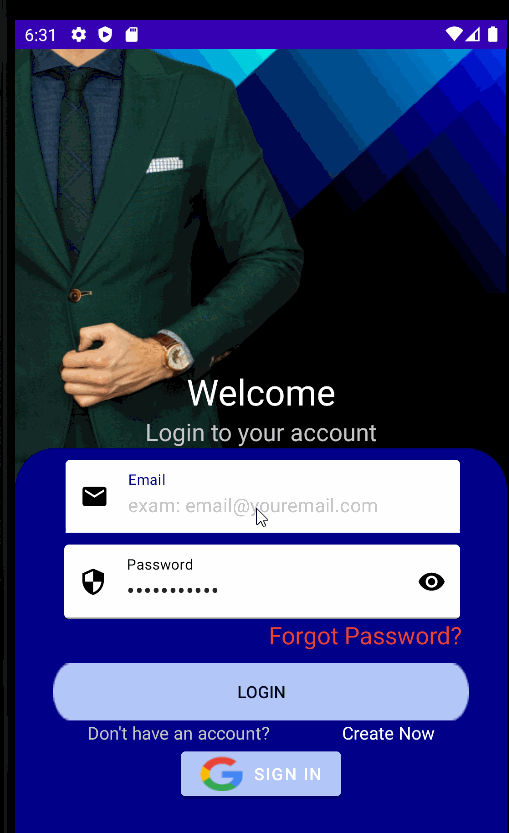 6:31
Welcome
Login to your account
Email
exam: email@youremail.com
Password
•••••••••••
Forgot Password?
LOGIN
Don't have an account? Create Now
SIGN IN